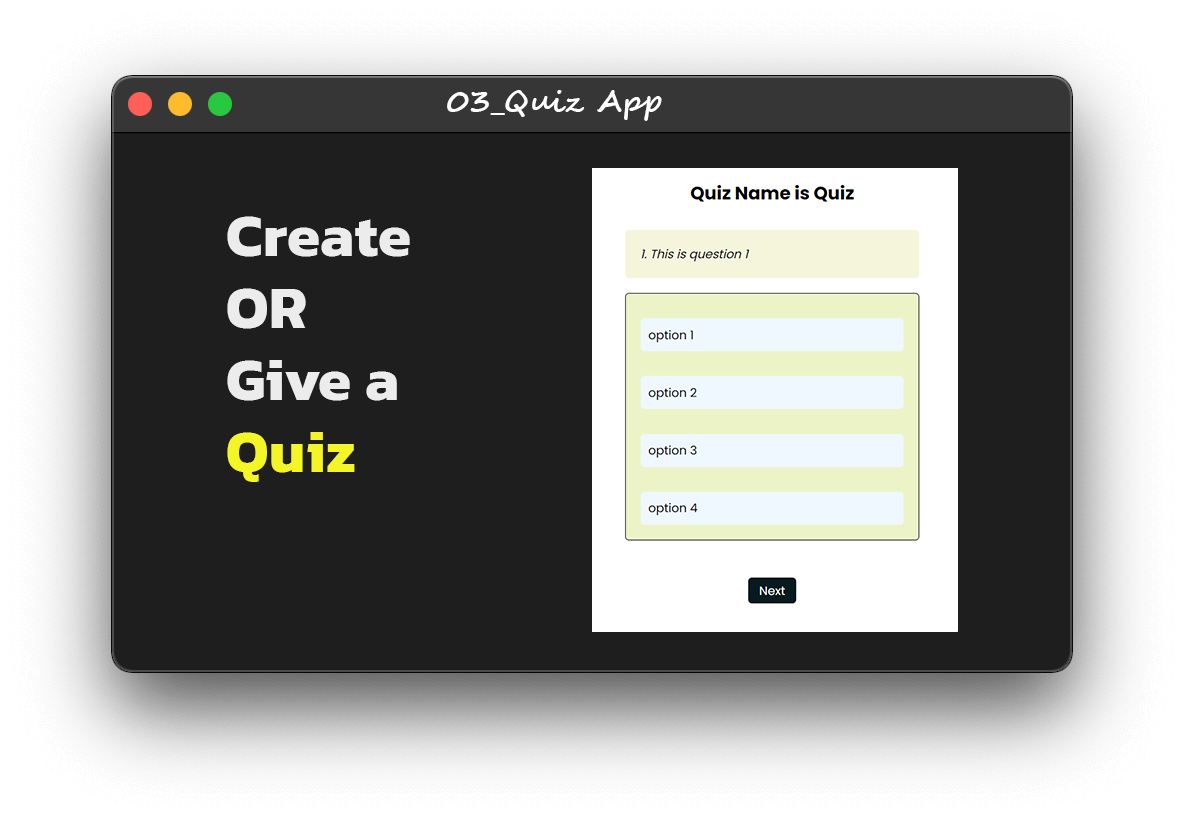 03_Quiz App
Create
OR
Give a
Quiz
Quiz Name is Quiz
1. This is question 1
option 1
option 2
option 3
option 4
Next